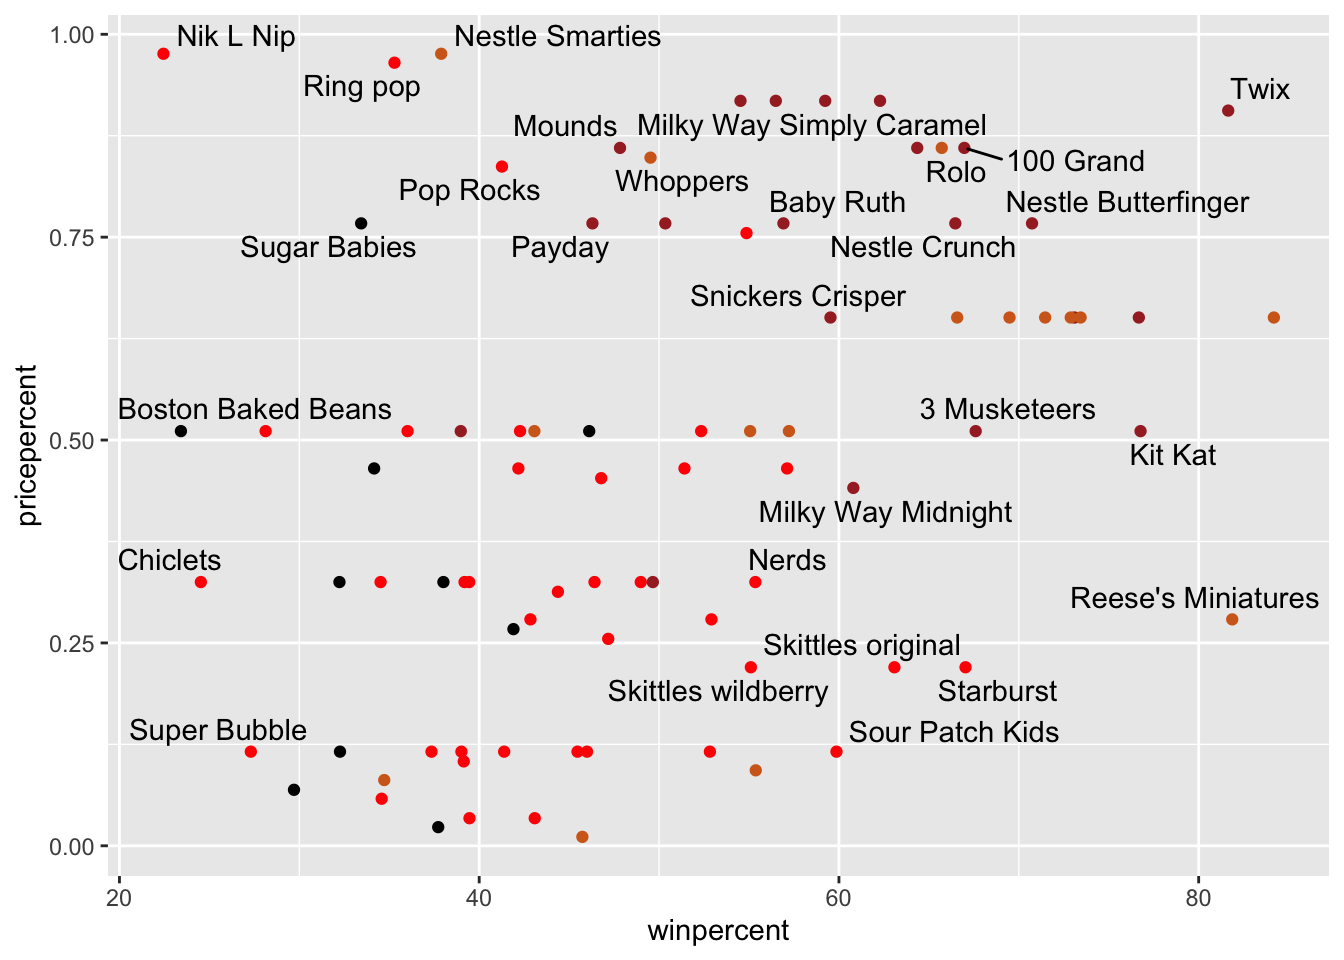 1.00
Nik L Nip
Nestle Smarties
Ring pop
Twix
Mounds
Milky Way Simply Caramel
100 Grand
Rolo
Pop Rocks
Whoppers
Baby Ruth
Nestle Butterfinger
0.75
Sugar Babies
Payday
Nestle Crunch
Snickers Crisper
Boston Baked Beans
3 Musketeers
0.50
Kit Kat
Milky Way Midnight
Chiclets
Nerds
Reese's Miniatures
0.25
Skittles original
Skittles wildberry
Starburst
Super Bubble
Sour Patch Kids
0.00
pricepercent
20
40
60
80
winpercent